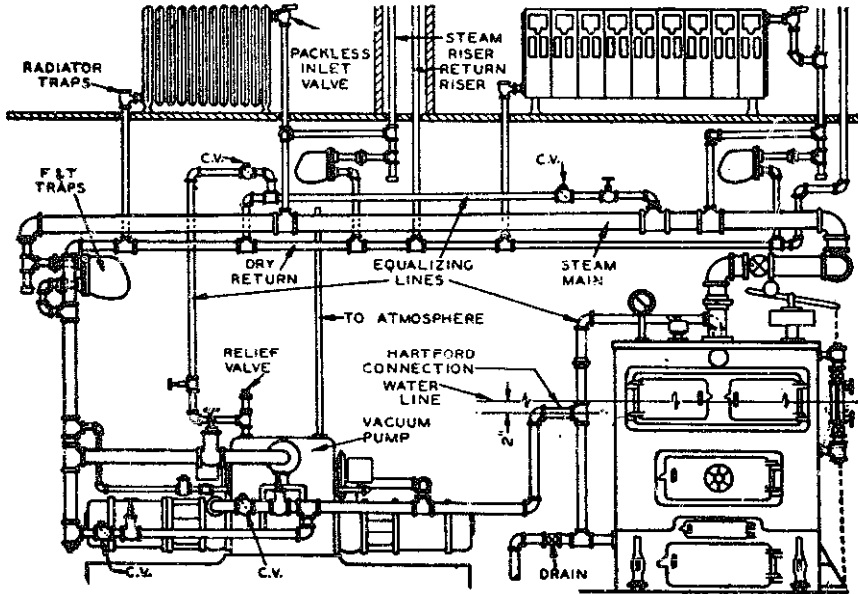 STEAM
RISER
RETURN
RISER
PACKLESS
INLET
VALVE
RADIATOR
TRAPS
C.V.
C.V.
F & T
TRAPS
DRY
RETURN
EQUALIZING
LINES
STEAM
MAIN
TO ATMOSPHERE
RELIEF
VALVE
HARTFORD
CONNECTION
WATER
LINE
VACUUM
PUMP
2"
DRAIN
C.V.
C.V.